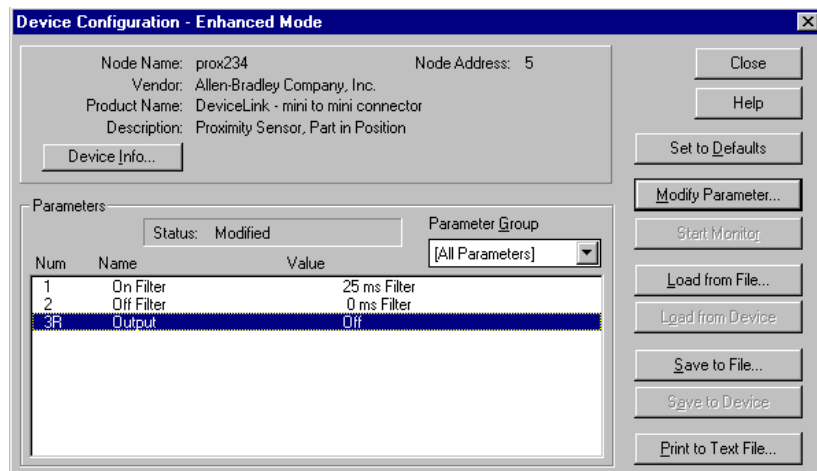 Device Configuration - Enhanced Mode
Node Name: prox234 Node Address: 5
Vendor: Allen-Bradley Company, Inc.
Product Name: DeviceLink - mini to mini connector
Description: Proximity Sensor, Part in Position
Device Info...
Parameters
Status: Modified
Parameter Group
[All Parameters]
Num Name Value
1 On Filter 25 ms Filter
2 Off Filter 0 ms Filter
3R Output Off
Close
Help
Set to Defaults
Modify Parameter...
Start Monitor
Load from File...
Load from Device
Save to File...
Save to Device
Print to Text File...